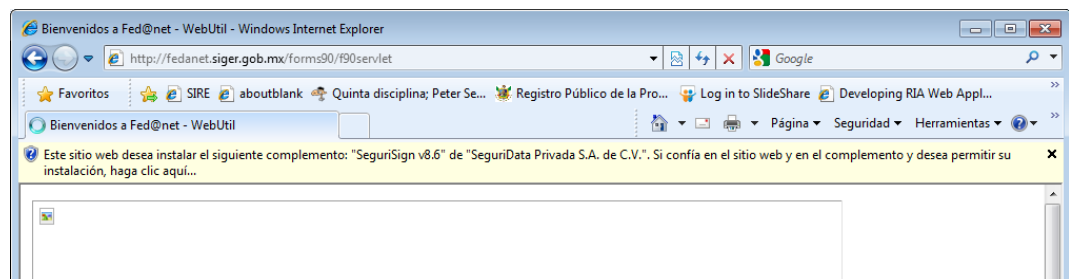 Bienvenidos a Fed@net - WebUtil - Windows Internet Explorer
http://fedanet.siger.gob.mx/forms90/f90servlet
Google
Favoritos SIRE aboutblank Quinta disciplina; Peter Se... Registro Público de la Pro... Log in to SlideShare Developing RIA Web Appl...
Bienvenidos a Fed@net - WebUtil
Página Seguridad Herramientas
Este sitio web desea instalar el siguiente complemento: "SeguriSign v8.6" de "SeguriData Privada S.A. de C.V.". Si confía en el sitio web y en el complemento y desea permitir su
instalación, haga clic aquí...